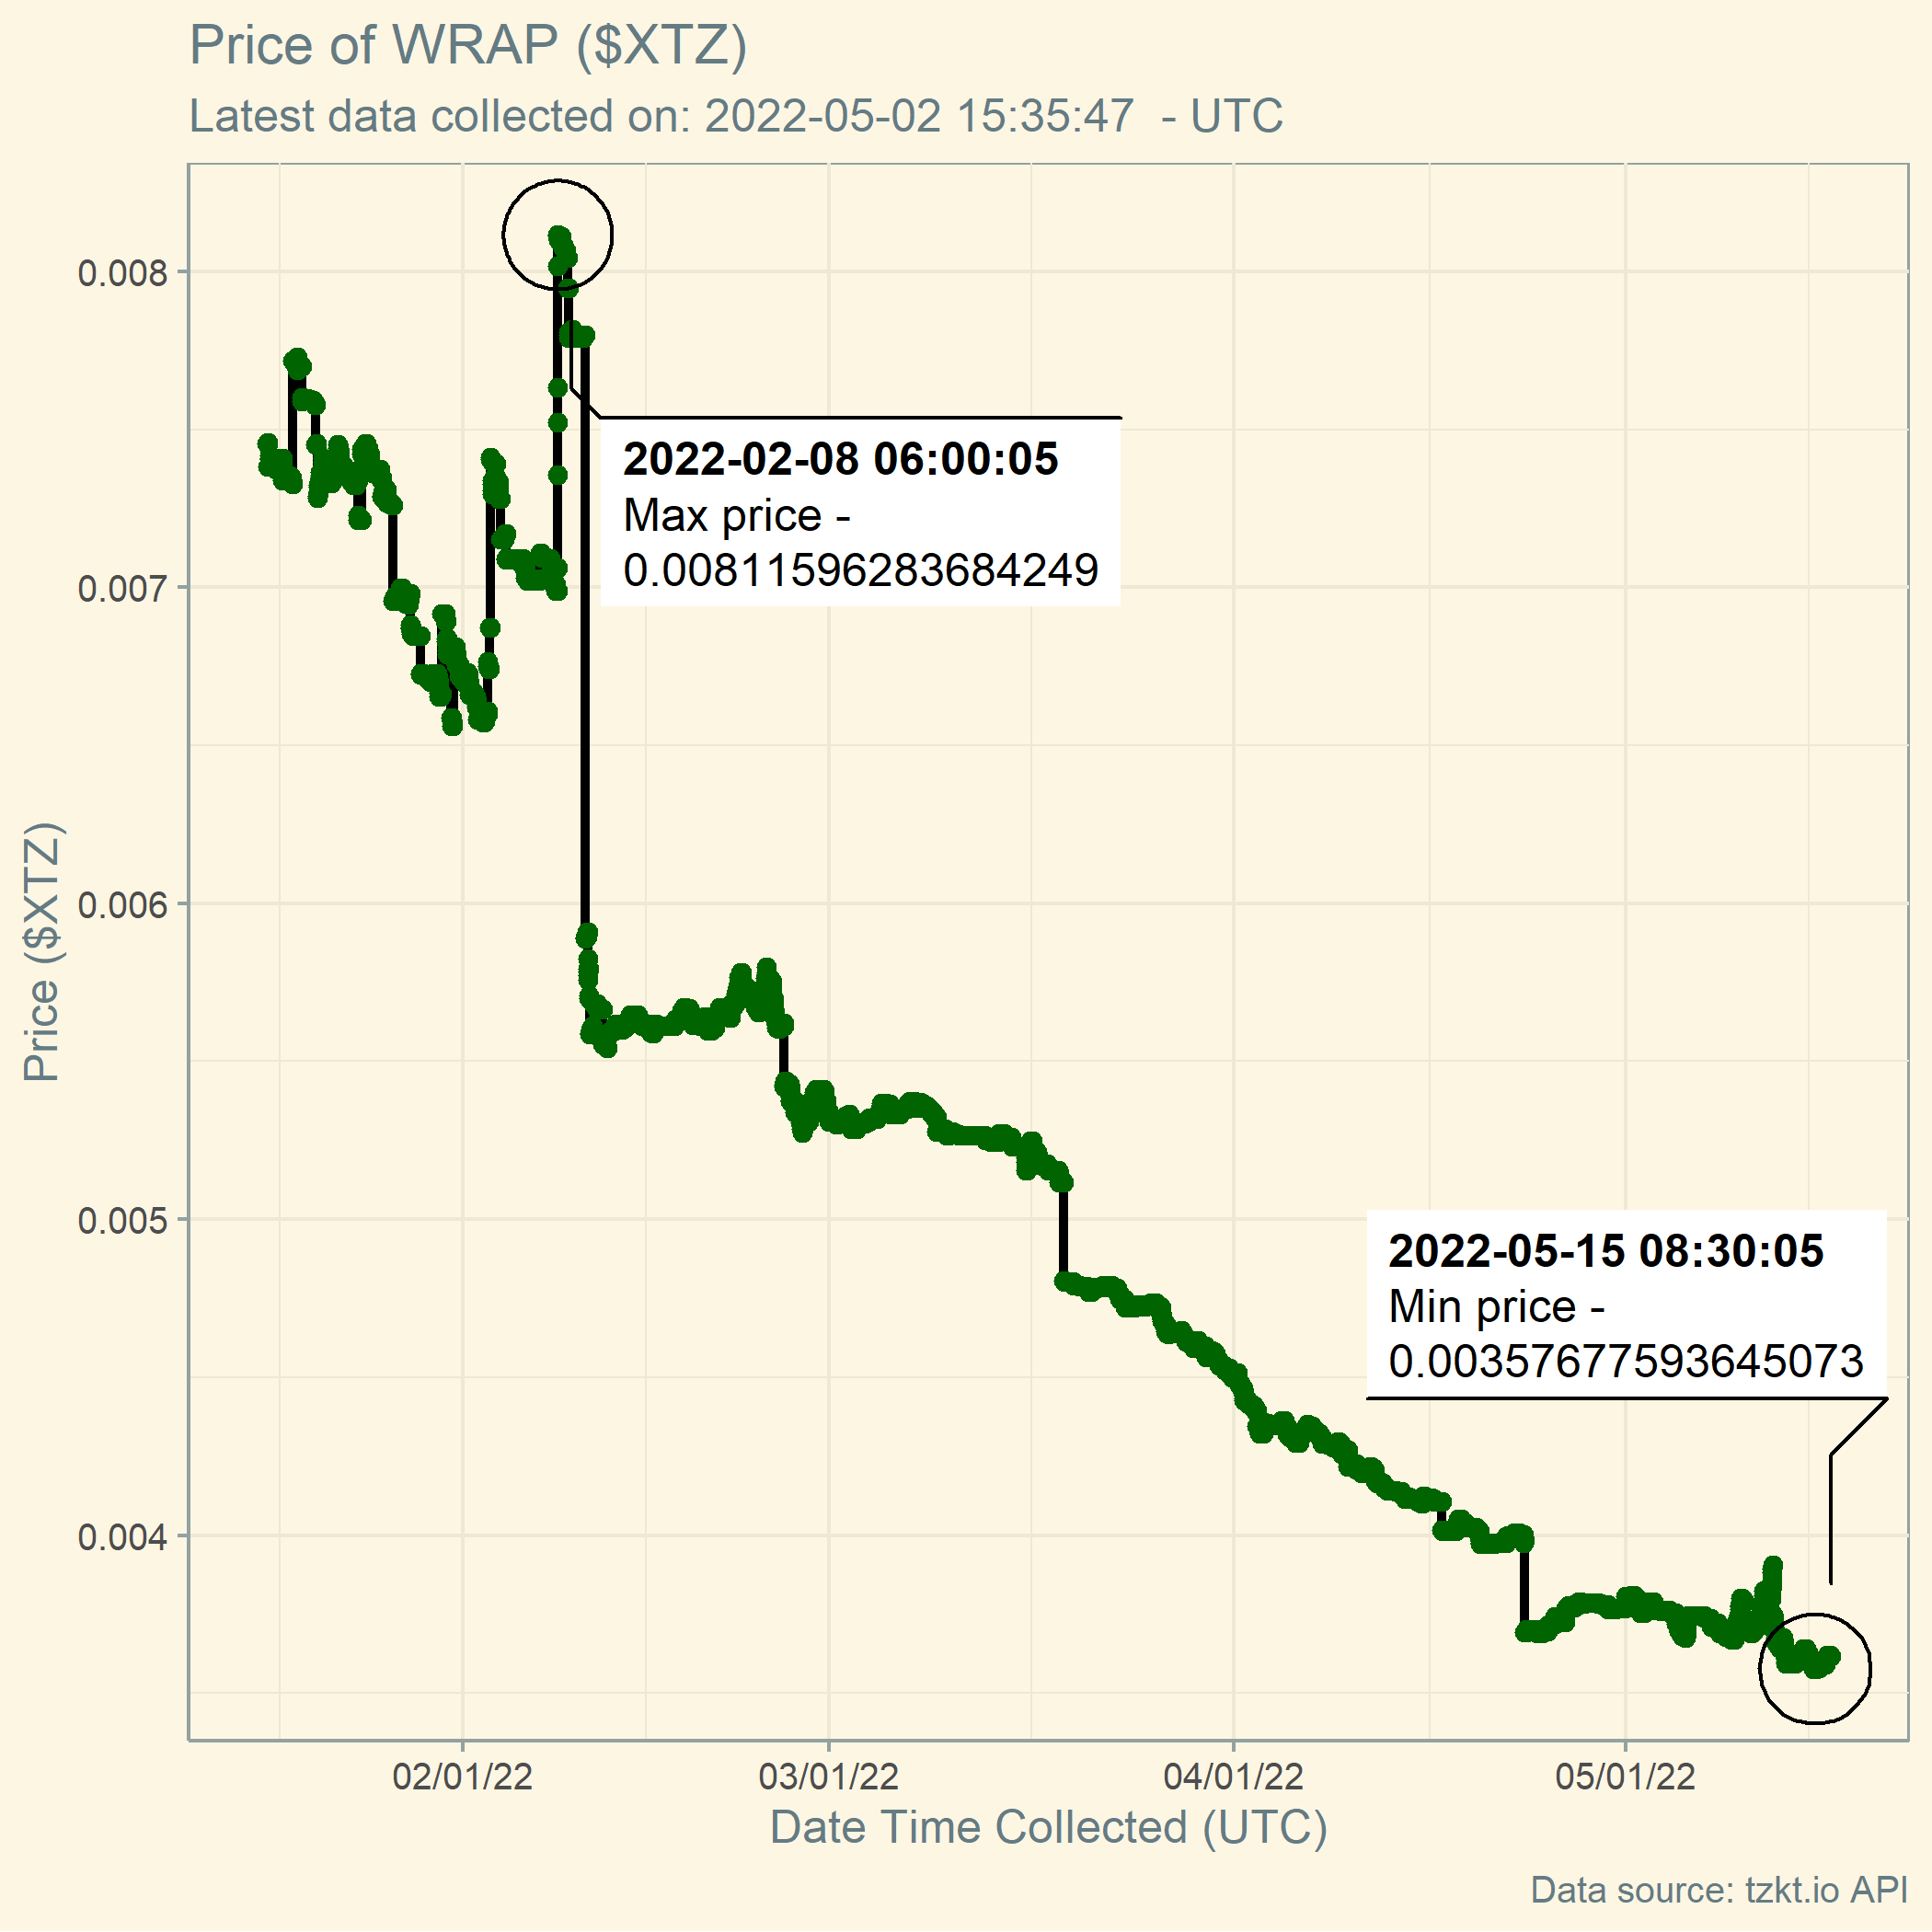 Price of WRAP ($XTZ)
Latest data collected on: 2022-05-02 15:35:47  - UTC
0.008
0.007
0.006
0.005
0.004
Price ($XTZ)
2022-02-08 06:00:05
Max price -
0.00811596283684249
2022-05-15 08:30:05
Min price -
0.00357677593645073
02/01/22
03/01/22
04/01/22
05/01/22
Date Time Collected (UTC)
Data source: tzkt.io API